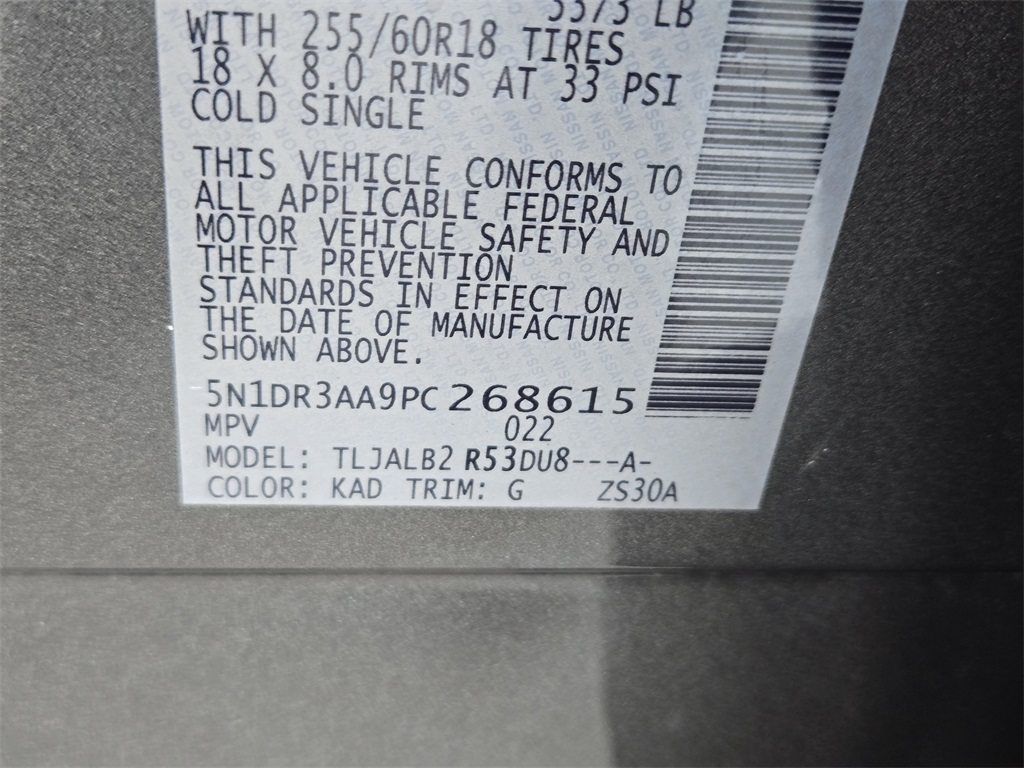 LB
WITH 255/60R18 TIRES
18 X 8.0 RIMS AT 33 PSI
COLD SINGLE
THIS VEHICLE CONFORMS TO
ALL APPLICABLE FEDERAL
MOTOR VEHICLE SAFETY AND
THEFT PREVENTION
STANDARDS IN EFFECT ON
THE DATE OF MANUFACTURE
SHOWN ABOVE.
5N1DR3AA9PC268615
MPV 022
MODEL: TLJALB2 R53DU8---A-
COLOR: KAD TRIM: G ZS30A